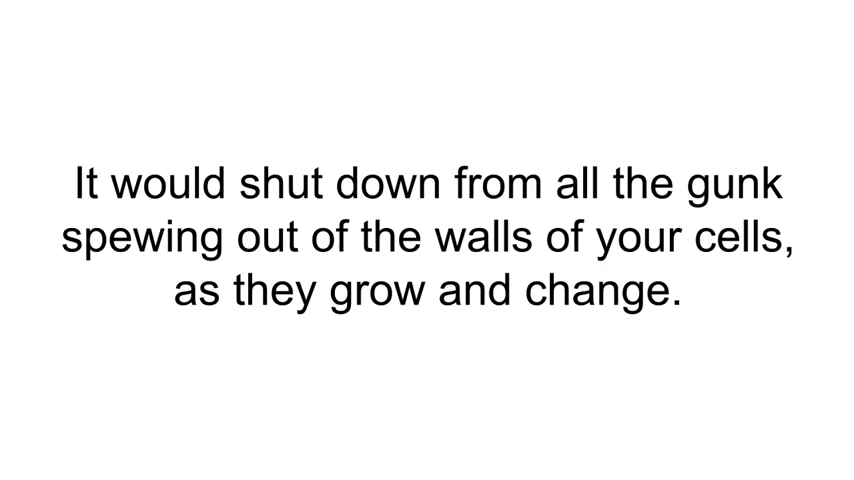 It would shut down from all the gunk
spewing out of the walls of your cells,
as they grow and change.